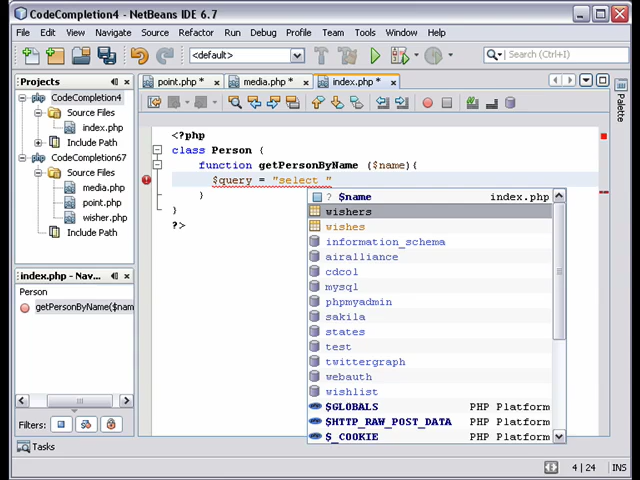 CodeCompletion4 - NetBeans IDE 6.7
File Edit View Navigate Source Refactor Run Debug Profile Team Tools Window Help
<default>
Search (Ctrl+I)
Projects
point.php *
media.php *
index.php *
Palette
CodeCompletion4
Source Files
index.php
Include Path
CodeCompletion67
Source Files
media.php
point.php
wisher.php
Include Path
<?php
class Person {
function getPersonByName ($name){
$query = "select "
}
}
?>
? $name index.php
wishers
wishes
information_schema
airalliance
cdcol
mysql
phpmyadmin
sakila
states
test
twittergraph
webauth
wishlist
$GLOBALS PHP Platform
$HTTP_RAW_POST_DATA PHP Platform
$_COOKIE PHP Platform
index.php - Nav...
Person
getPersonByName($nam
Filters:
Tasks
4 | 24 INS